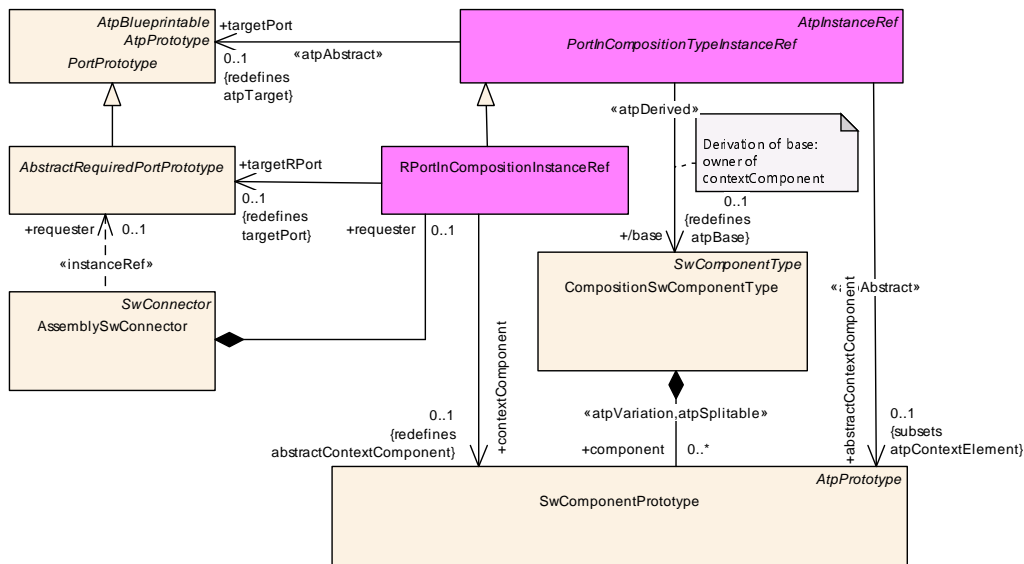 AtpBlueprintable
AtpPrototype
PortPrototype
+targetPort
0..1
{redefines
atpTarget}
«atpAbstract»
AtpInstanceRef
PortInCompositionTypeInstanceRef
«atpDerived»
Derivation of base:
owner of
contextComponent
AbstractRequiredPortPrototype
+targetRPort
0..1
{redefines
targetPort}
RPortInCompositionInstanceRef
+requester
0..1
+requester
0..1
«instanceRef»
0..1
{redefines
atpBase}
+/base
SwComponentType
CompositionSwComponentType
SwConnector
AssemblySwConnector
Abstract»
+abstractContextComponent
+contextComponent
0..1
{redefines
abstractContextComponent}
«atpVariation,atpSplitable»
+component
0..*
0..1
{subsets
atpContextElement}
AtpPrototype
SwComponentPrototype